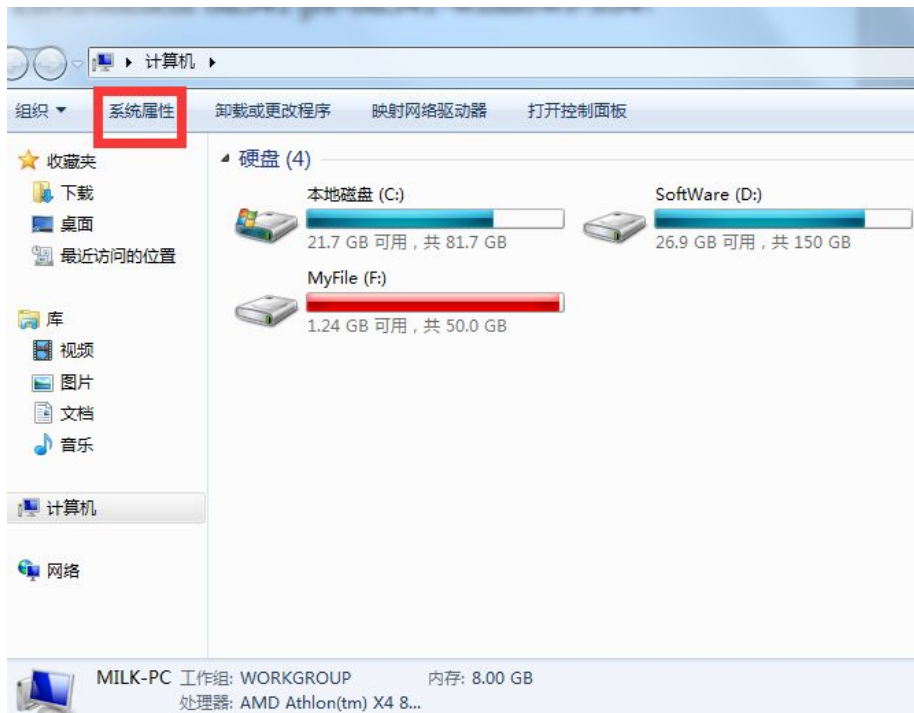 计算机
组织 系统属性 卸载或更改程序 映射网络驱动器 打开控制面板
收藏夹
下载
桌面
最近访问的位置
库
视频
图片
文档
音乐
计算机
网络
硬盘 (4)
本地磁盘 (C:)
21.7 GB 可用，共 81.7 GB
SoftWare (D:)
26.9 GB 可用，共 150 GB
MyFile (F:)
1.24 GB 可用，共 50.0 GB
MILK-PC 工作组: WORKGROUP 内存: 8.00 GB
处理器: AMD Athlon(tm) X4 8...